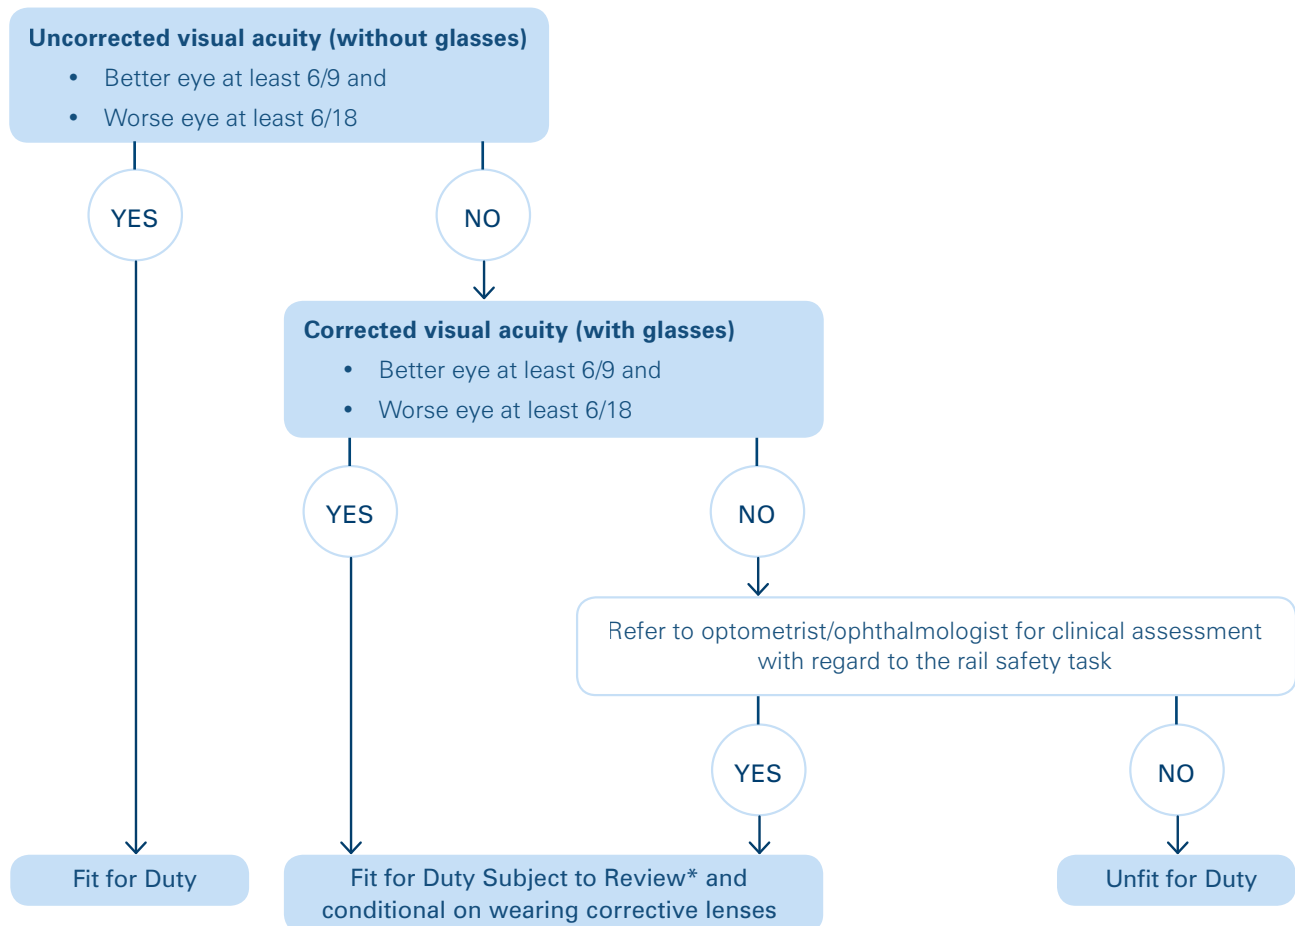 Uncorrected visual acuity (without glasses)
• Better eye at least 6/9 and
• Worse eye at least 6/18
YES
NO
Corrected visual acuity (with glasses)
• Better eye at least 6/9 and
• Worse eye at least 6/18
YES
NO
Refer to optometrist/ophthalmologist for clinical assessment
with regard to the rail safety task
YES
NO
Fit for Duty
Fit for Duty Subject to Review* and
conditional on wearing corrective lenses
Unfit for Duty